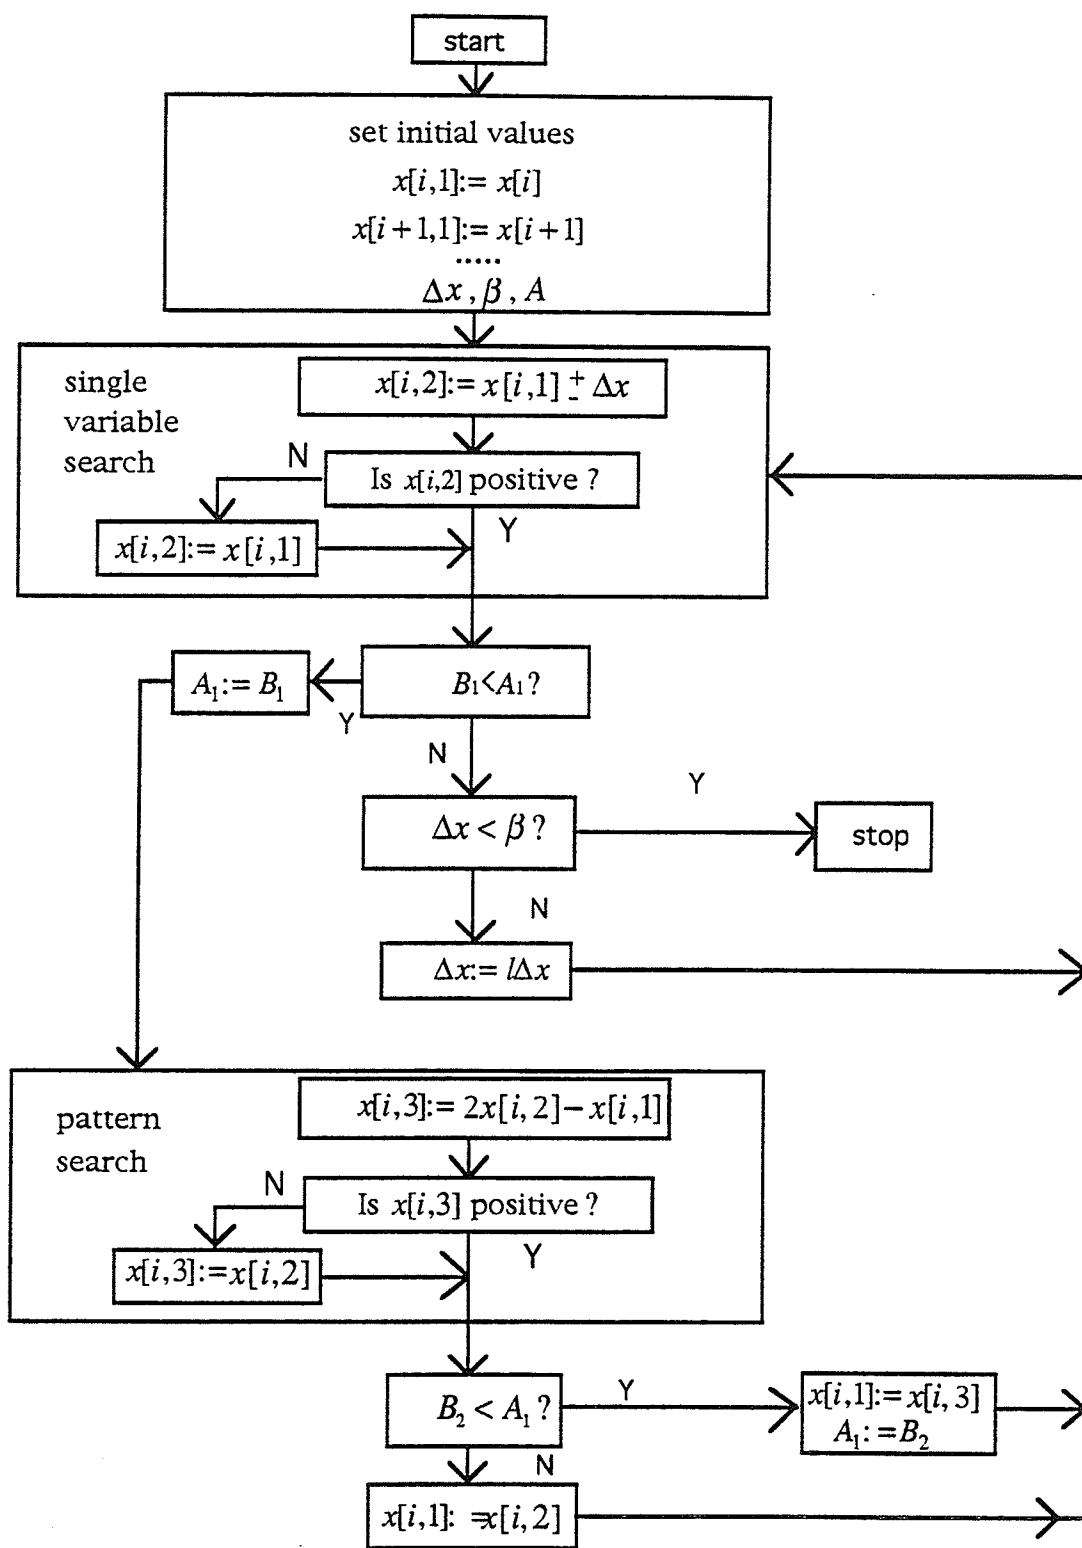 start
set initial values
x[i,1]:= x[i]
x[i+1,1]:= x[i+1]
.....
Δx , β , A
single
variable
search
x[i,2]:= x[i,1] ± Δx
N
Is x[i,2] positive ?
Y
x[i,2]:= x[i,1]
A₁:= B₁
B₁<A₁?
Y
N
Δx < β ?
Y
stop
N
Δx:= lΔx
pattern
search
x[i,3]:= 2x[i,2]− x[i,1]
N
Is x[i,3] positive ?
Y
x[i,3]:=x[i,2]
B₂ < A₁ ?
Y
x[i,1]:= x[i,3]
A₁:=B₂
N
x[i,1]: =x[i,2]